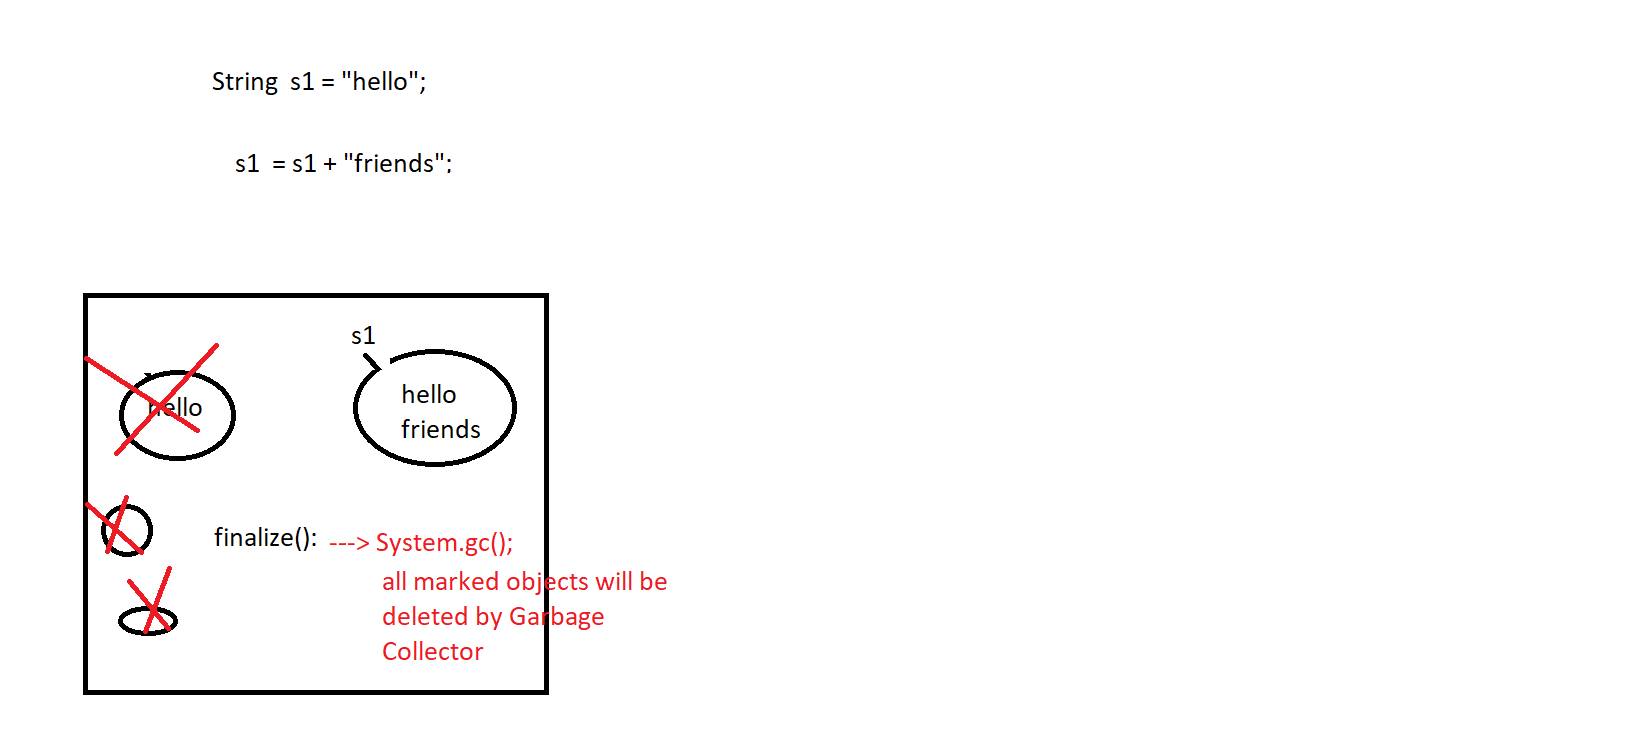 String  s1 = "hello";
s1  = s1 + "friends";
s1
hello
hello
friends
finalize(): ---> System.gc();
all marked objects will be
deleted by Garbage
Collector